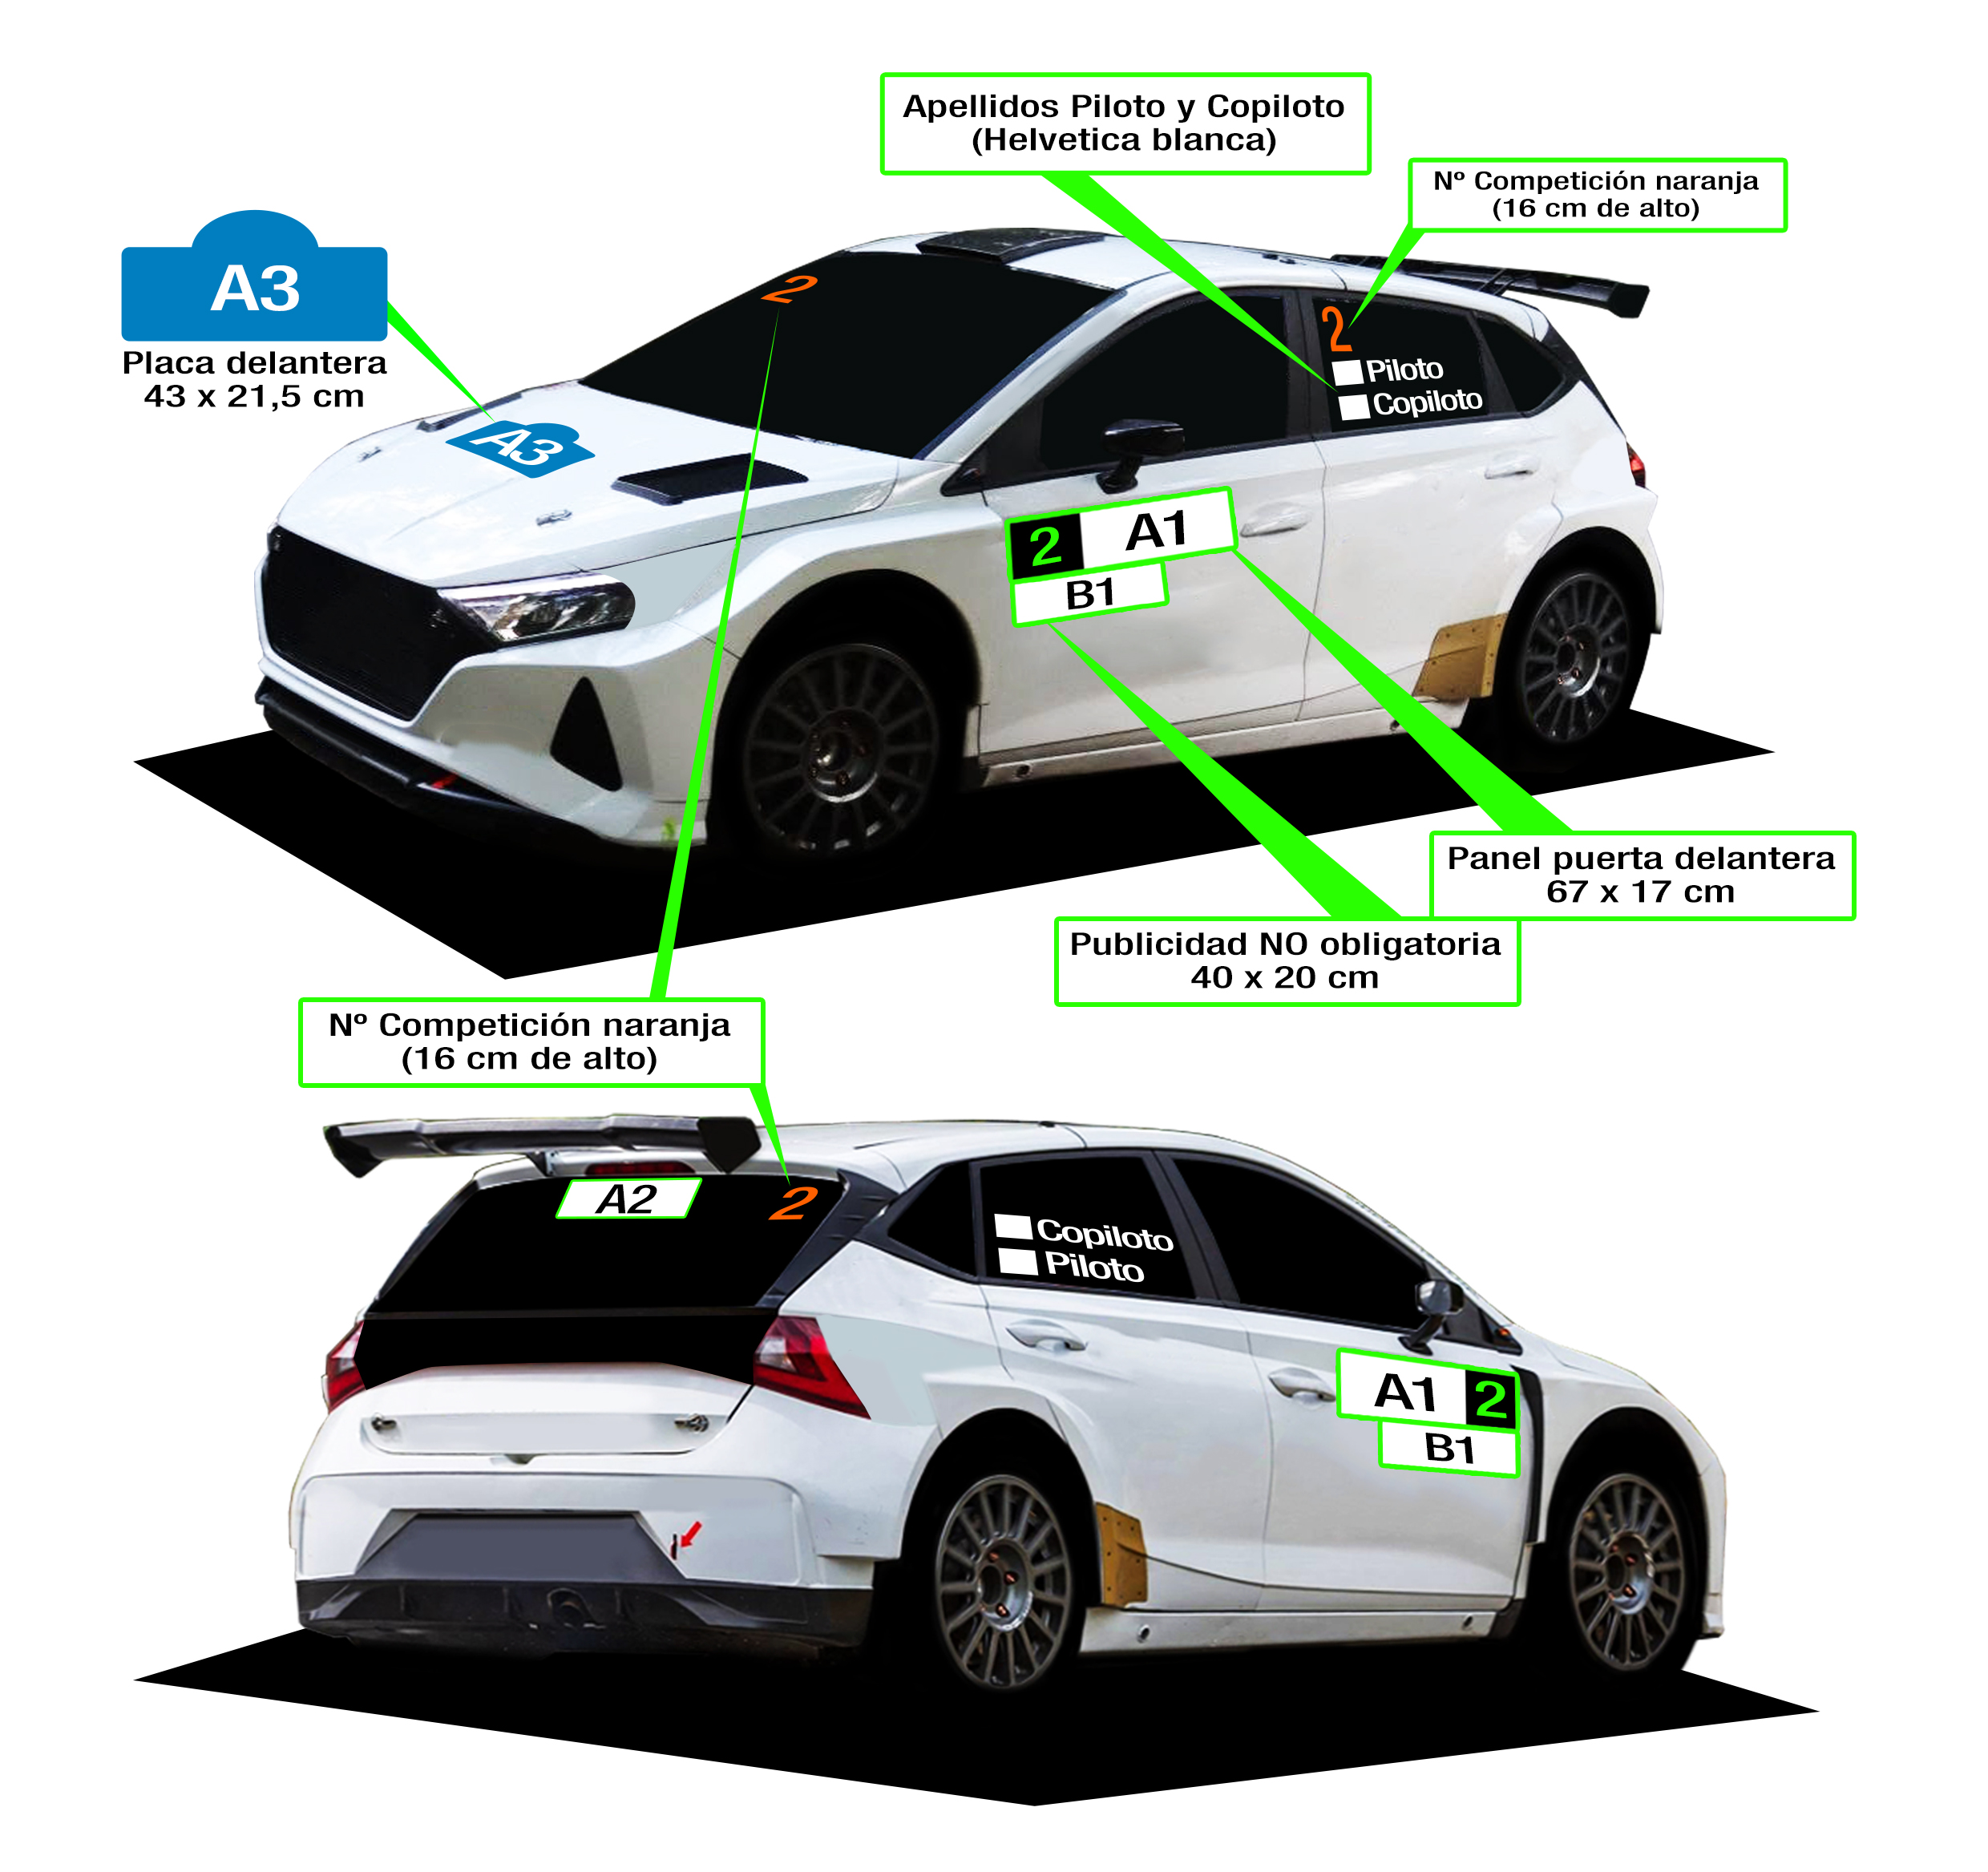 Apellidos Piloto y Copiloto
(Helvetica blanca)
Nº Competición naranja
(16 cm de alto)
A3
Placa delantera
43 x 21,5 cm
2
2
Piloto
Copiloto
A3
2 A1
B1
Panel puerta delantera
67 x 17 cm
Publicidad NO obligatoria
40 x 20 cm
Nº Competición naranja
(16 cm de alto)
A2
2
Copiloto
Piloto
A1 2
B1